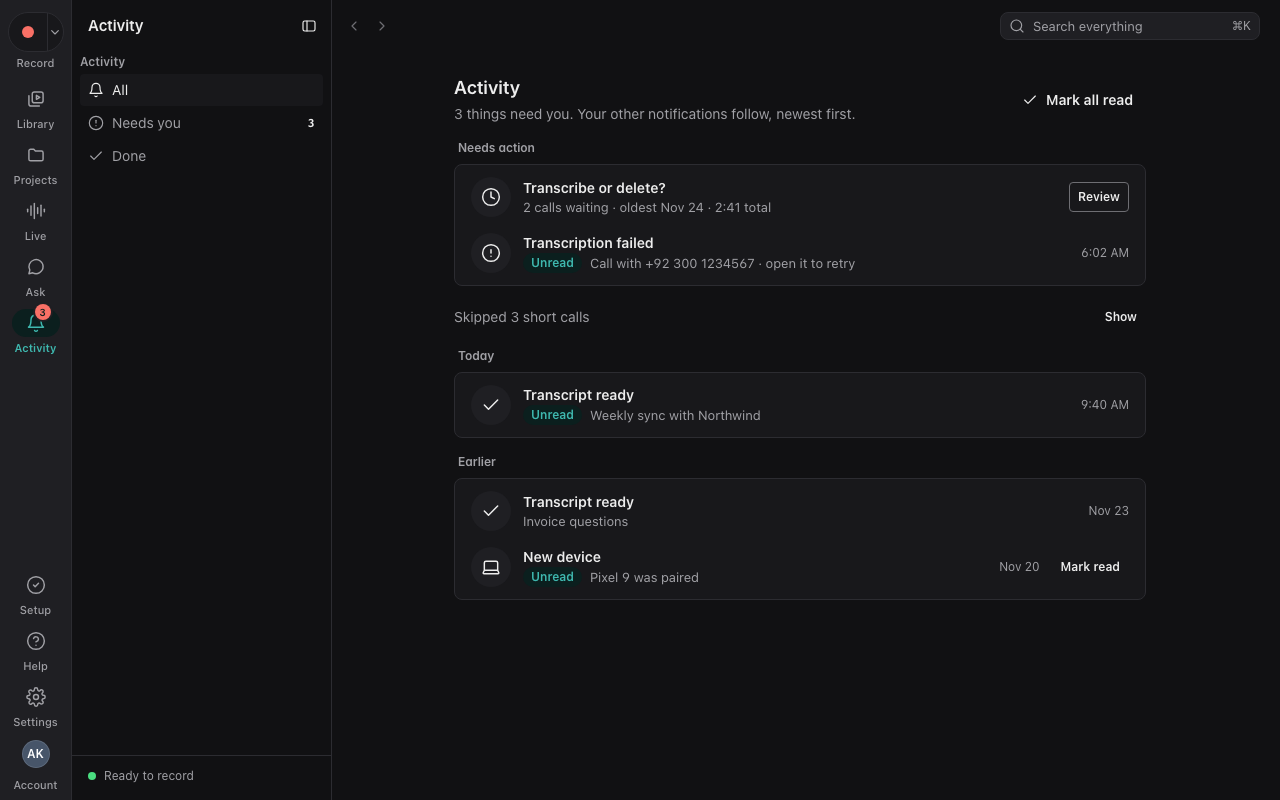 Record
Library
Projects
Live
Ask
3
Activity
Setup
Help
Settings
AK
Account
Activity
Activity
All
Needs you 3
Done
Ready to record
Search everything ⌘K
Activity
3 things need you. Your other notifications follow, newest first.
Mark all read
Needs action
Transcribe or delete?
2 calls waiting · oldest Nov 24 · 2:41 total
Review
Transcription failed
Unread Call with +92 300 1234567 · open it to retry
6:02 AM
Skipped 3 short calls
Show
Today
Transcript ready
Unread Weekly sync with Northwind
9:40 AM
Earlier
Transcript ready
Invoice questions
Nov 23
New device
Unread Pixel 9 was paired
Nov 20 Mark read